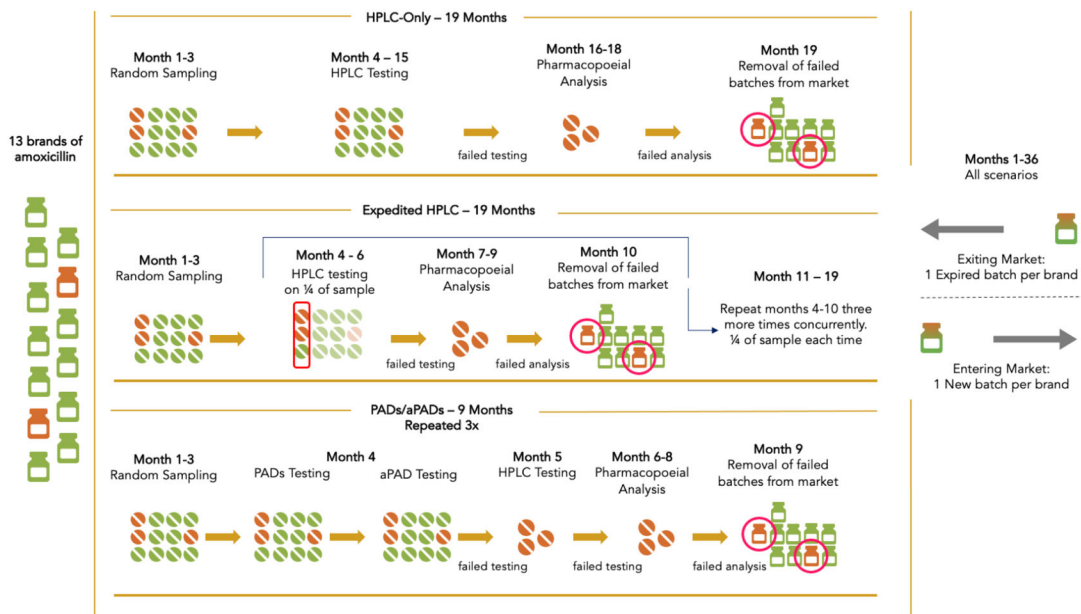 13 brands of
amoxicillin
HPLC-Only – 19 Months
Month 1-3
Random Sampling
Month 4 – 15
HPLC Testing
failed testing
Month 16-18
Pharmacopoeial
Analysis
failed analysis
Month 19
Removal of failed
batches from market
Expedited HPLC – 19 Months
Month 1-3
Random Sampling
Month 4 - 6
HPLC testing
on ¼ of sample
failed testing
Month 7-9
Pharmacopoeial
Analysis
failed analysis
Month 10
Removal of failed
batches from market
Month 11 – 19
Repeat months 4-10 three
more times concurrently.
¼ of sample each time
PADs/aPADs – 9 Months
Repeated 3x
Month 1-3
Random Sampling
Month 4
PADs Testing
aPAD Testing
failed testing
Month 5
HPLC Testing
failed testing
Month 6-8
Pharmacopoeial
Analysis
failed analysis
Month 9
Removal of failed
batches from market
Months 1-36
All scenarios
Exiting Market:
1 Expired batch per brand
Entering Market:
1 New batch per brand